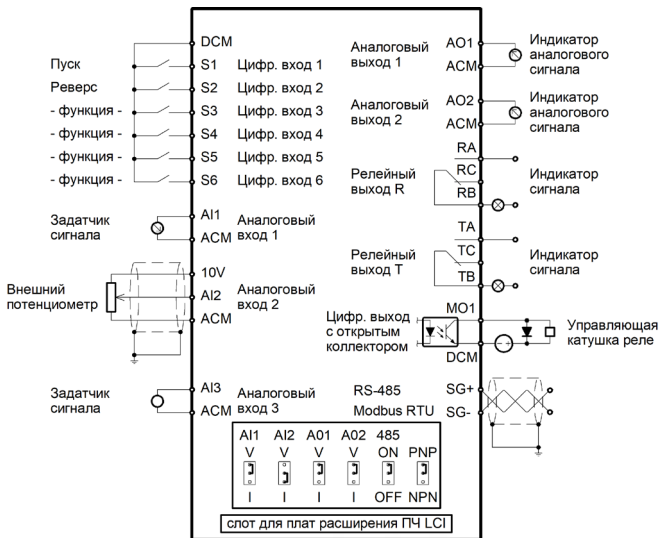 DCM
Пуск S1 Цифр. вход 1
Реверс S2 Цифр. вход 2
- функция - S3 Цифр. вход 3
- функция - S4 Цифр. вход 4
- функция - S5 Цифр. вход 5
- функция - S6 Цифр. вход 6
Задатчик
сигнала
AI1
ACM
Аналоговый
вход 1
Внешний
потенциометр
10V
AI2
ACM
Аналоговый
вход 2
Задатчик
сигнала
AI3
ACM
Аналоговый
вход 3
Аналоговый
выход 1
AO1
ACM
Индикатор
аналогового
сигнала
Аналоговый
выход 2
AO2
ACM
Индикатор
аналогового
сигнала
Релейный
выход R
RA
RC
RB
Индикатор
сигнала
Релейный
выход T
TA
TC
TB
Индикатор
сигнала
Цифр. выход
с открытым
коллектором
MO1
DCM
Управляющая
катушка реле
RS-485
Modbus RTU
SG+
SG-
AI1 AI2 A01 A02 485
V V V V ON PNP
I I I I OFF NPN
слот для плат расширения ПЧ LCI